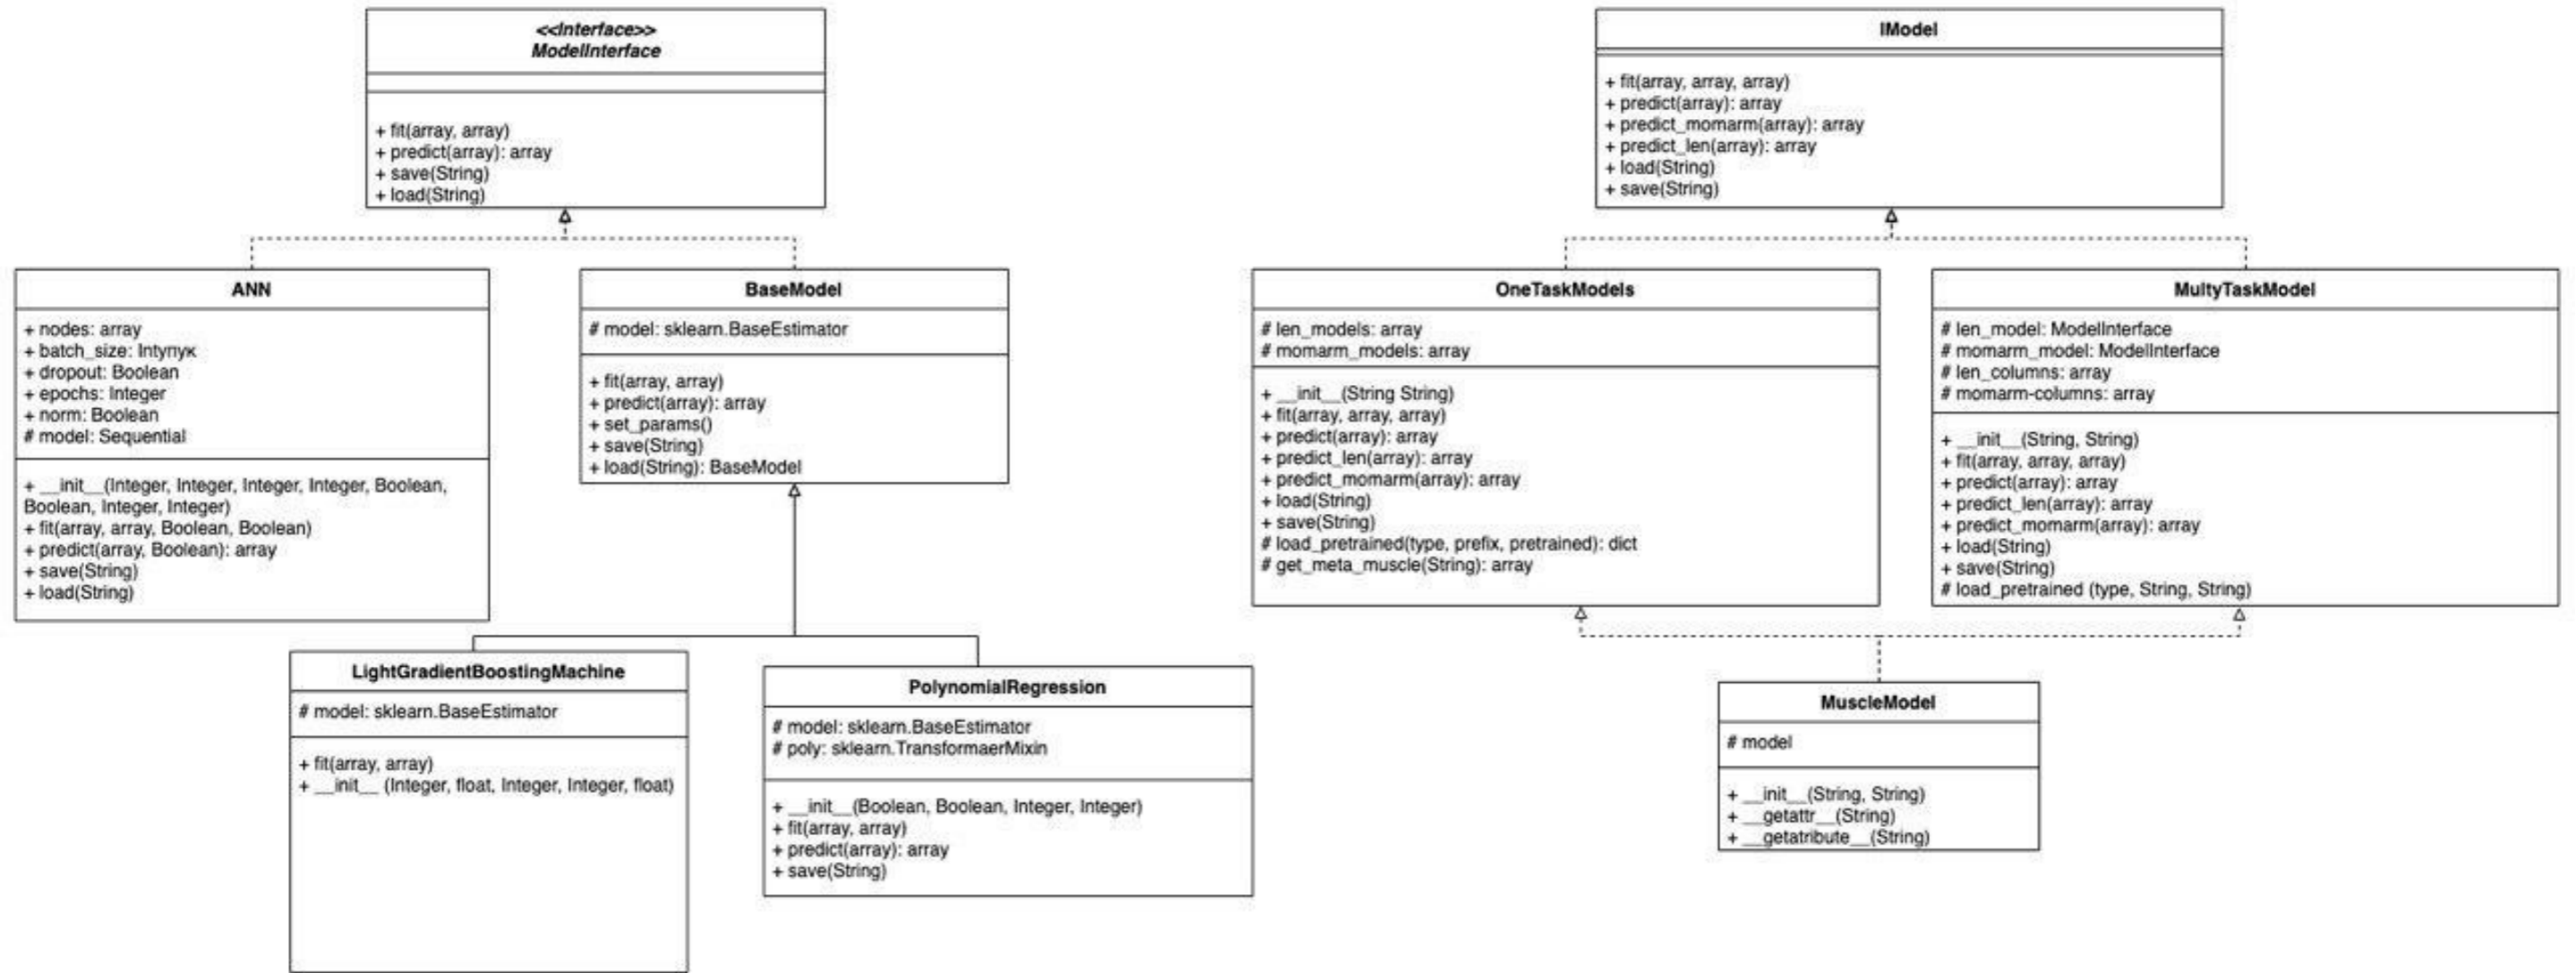 <<Interface>>
ModelInterface
+ fit(array, array)
+ predict(array): array
+ save(String)
+ load(String)
IModel
+ fit(array, array, array)
+ predict(array): array
+ predict_momarm(array): array
+ predict_len(array): array
+ load(String)
+ save(String)
ANN
+ nodes: array
+ batch_size: Intупук
+ dropout: Boolean
+ epochs: Integer
+ norm: Boolean
# model: Sequential
+ __init__(Integer, Integer, Integer, Integer, Boolean,
Boolean, Integer, Integer)
+ fit(array, array, Boolean, Boolean)
+ predict(array, Boolean): array
+ save(String)
+ load(String)
BaseModel
# model: sklearn.BaseEstimator
+ fit(array, array)
+ predict(array): array
+ set_params()
+ save(String)
+ load(String): BaseModel
OneTaskModels
# len_models: array
# momarm_models: array
+ __init__(String String)
+ fit(array, array, array)
+ predict(array): array
+ predict_len(array): array
+ predict_momarm(array): array
+ load(String)
+ save(String)
# load_pretrained(type, prefix, pretrained): dict
# get_meta_muscle(String): array
MultyTaskModel
# len_model: ModelInterface
# momarm_model: ModelInterface
# len_columns: array
# momarm-columns: array
+ __init__(String, String)
+ fit(array, array, array)
+ predict(array): array
+ predict_len(array): array
+ predict_momarm(array): array
+ load(String)
+ save(String)
# load_pretrained (type, String, String)
LightGradientBoostingMachine
# model: sklearn.BaseEstimator
+ fit(array, array)
+ __init__ (Integer, float, Integer, Integer, float)
PolynomialRegression
# model: sklearn.BaseEstimator
# poly: sklearn.TransformaerMixin
+ __init__(Boolean, Boolean, Integer, Integer)
+ fit(array, array)
+ predict(array): array
+ save(String)
MuscleModel
# model
+ __init__(String, String)
+ __getattr__(String)
+ __getatribute__(String)